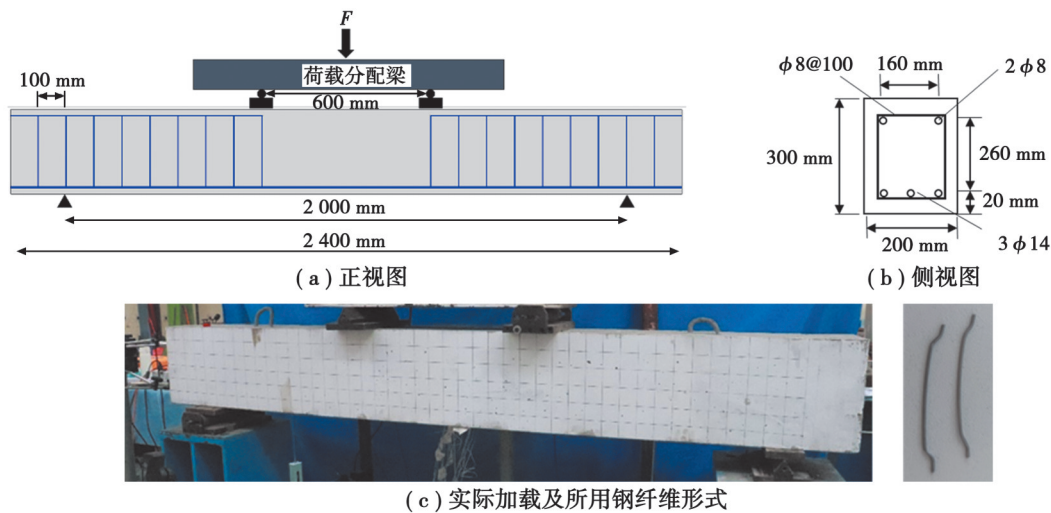 F
荷载分配梁
100 mm
600 mm
2 000 mm
2 400 mm
(a)正视图
ϕ8@100
160 mm
2ϕ8
300 mm
260 mm
20 mm
200 mm
3ϕ14
(b)侧视图
(c)实际加载及所用钢纤维形式